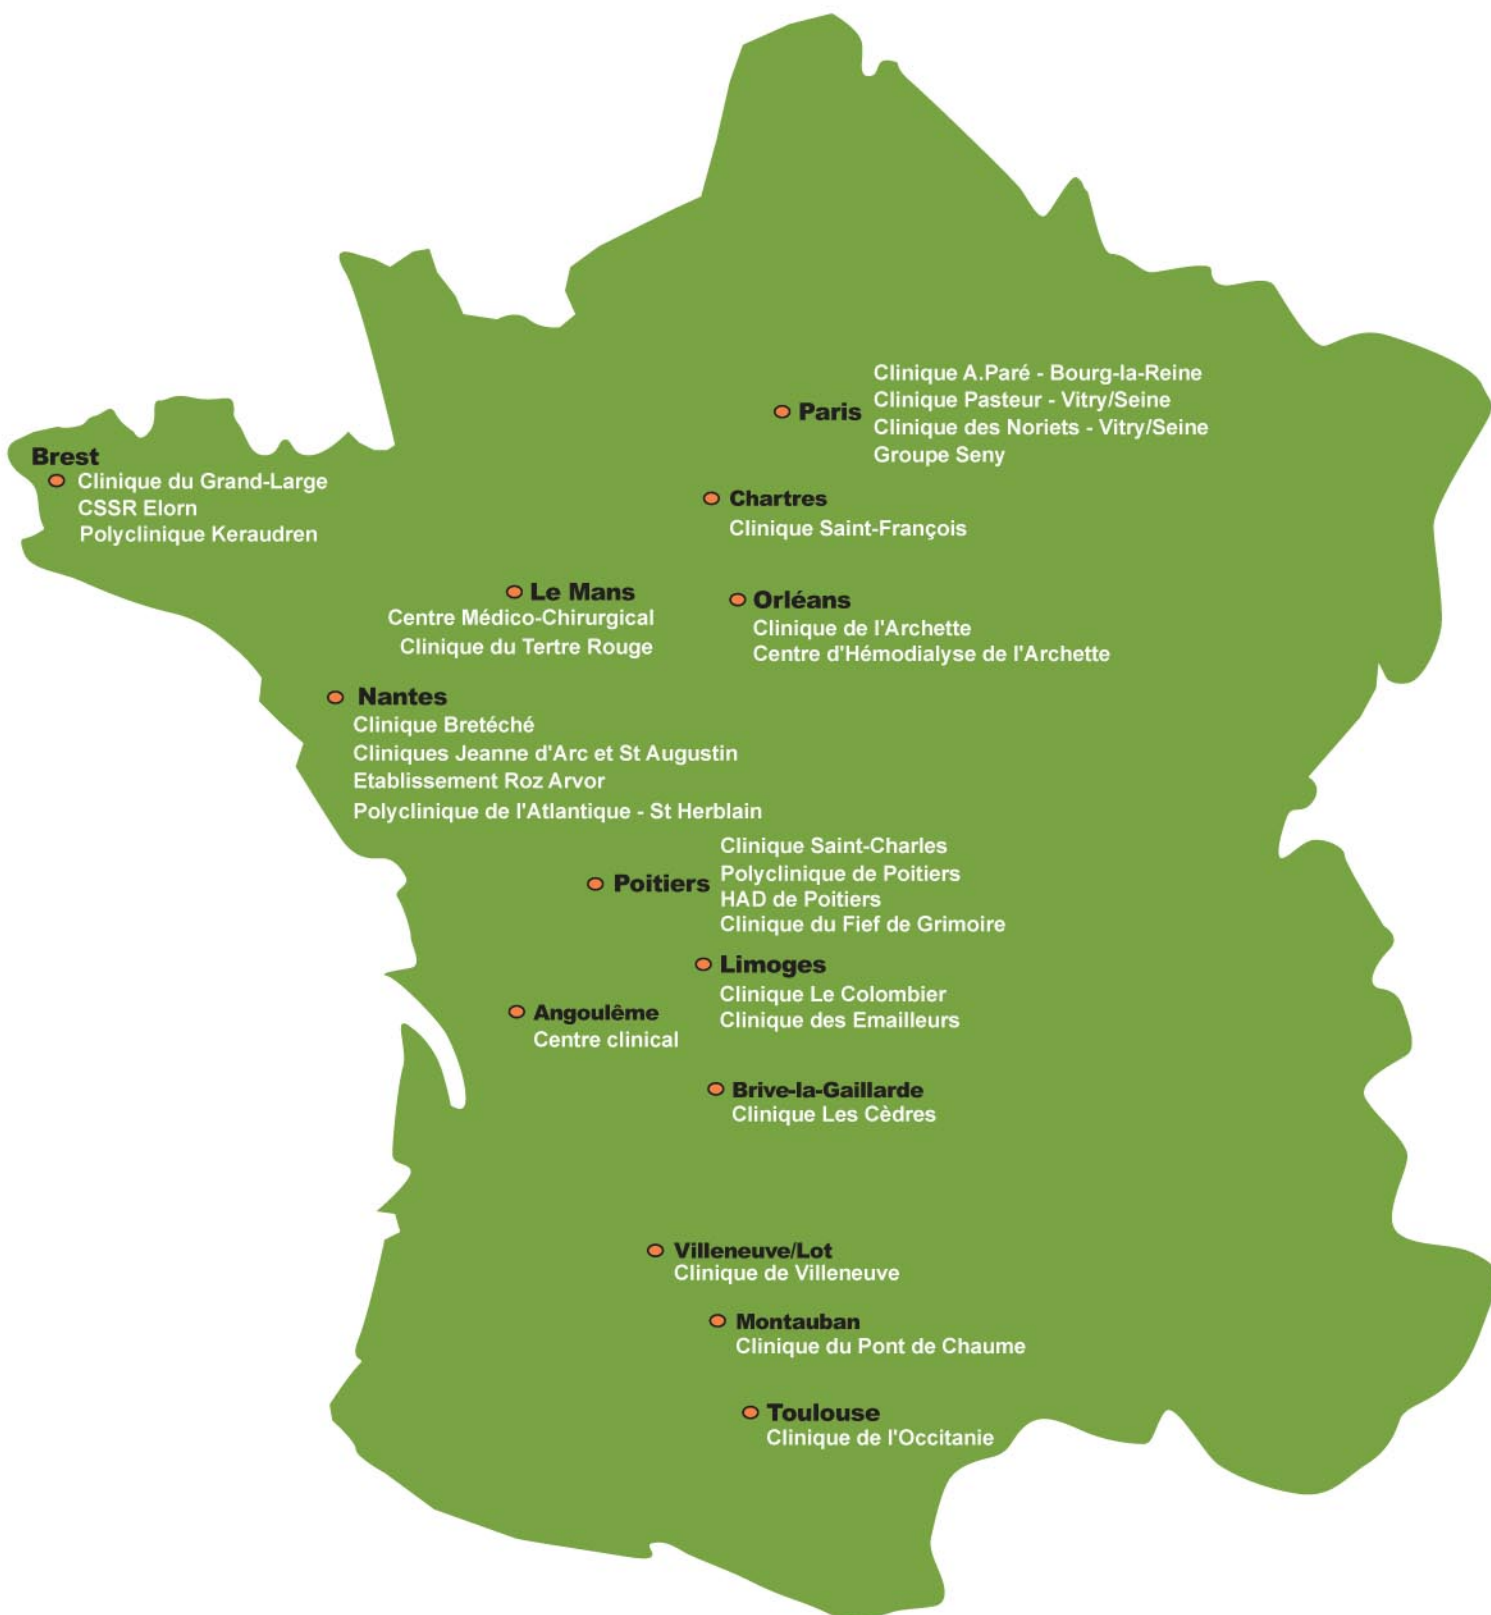 Clinique A.Paré - Bourg-la-Reine
Paris
Clinique Pasteur - Vitry/Seine
Clinique des Noriets - Vitry/Seine
Groupe Seny
Brest
Clinique du Grand-Large
CSSR Elorn
Polyclinique Keraudren
Chartres
Clinique Saint-François
Le Mans
Centre Médico-Chirurgical
Clinique du Tertre Rouge
Orléans
Clinique de l'Archette
Centre d'Hémodialyse de l'Archette
Nantes
Clinique Bretéché
Cliniques Jeanne d'Arc et St Augustin
Etablissement Roz Arvor
Polyclinique de l'Atlantique - St Herblain
Poitiers
Clinique Saint-Charles
Polyclinique de Poitiers
HAD de Poitiers
Clinique du Fief de Grimoire
Limoges
Clinique Le Colombier
Clinique des Emailleurs
Angoulême
Centre clinical
Brive-la-Gaillarde
Clinique Les Cèdres
Villeneuve/Lot
Clinique de Villeneuve
Montauban
Clinique du Pont de Chaume
Toulouse
Clinique de l'Occitanie